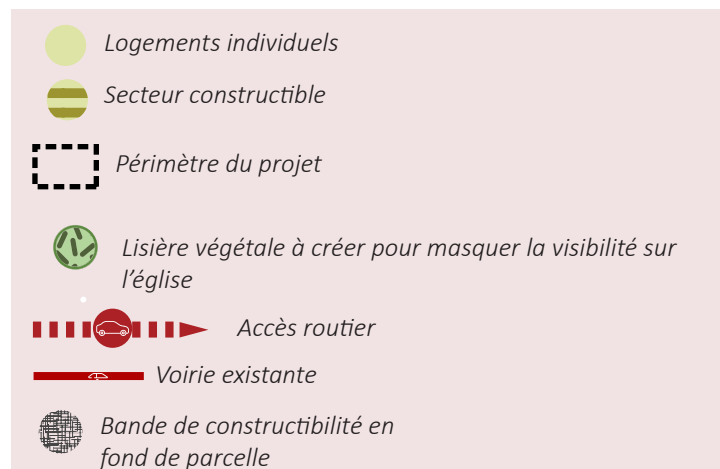 Logements individuels
Secteur constructible
Périmètre du projet
Lisière végétale à créer pour masquer la visibilité sur
l'église
Accès routier
Voirie existante
Bande de constructibilité en
fond de parcelle